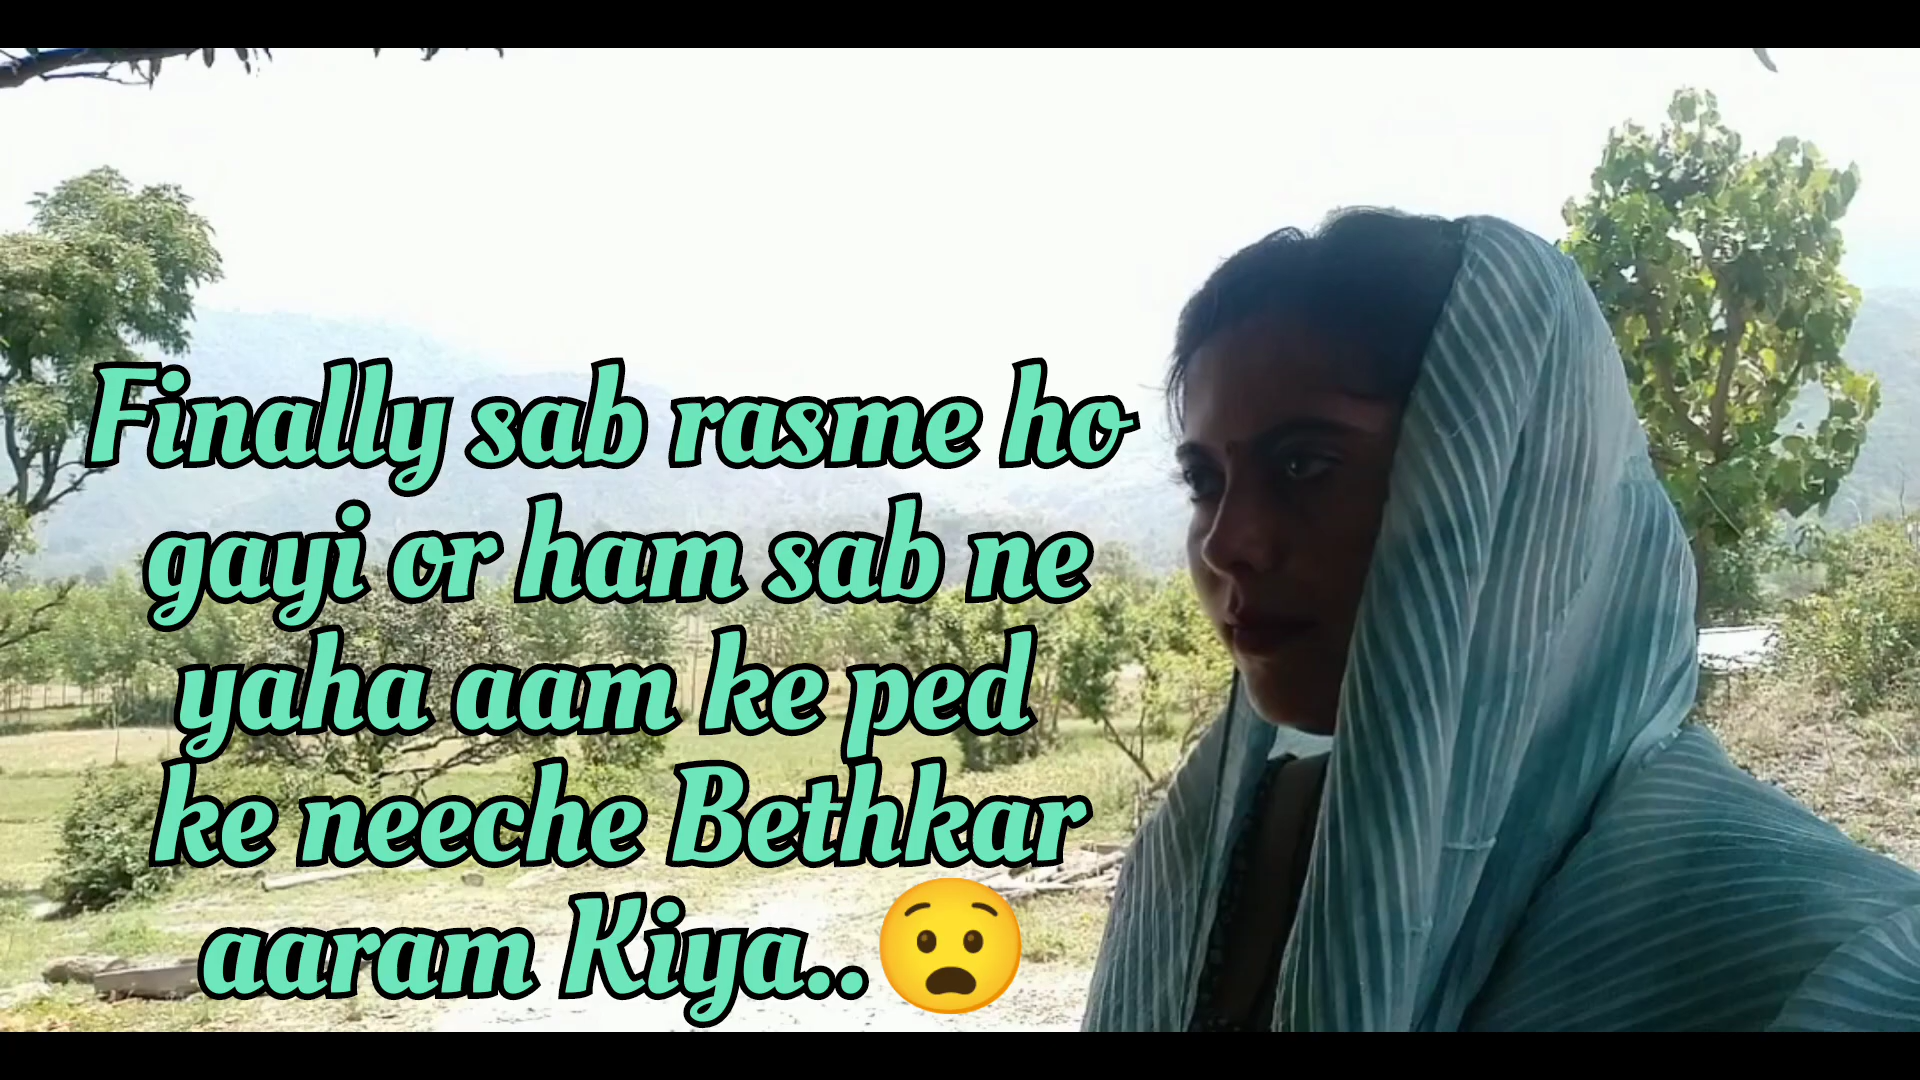 Finally sab rasme ho
gayi or ham sab ne
yaha aam ke ped
ke neeche Bethkar
aaram Kiya..😧